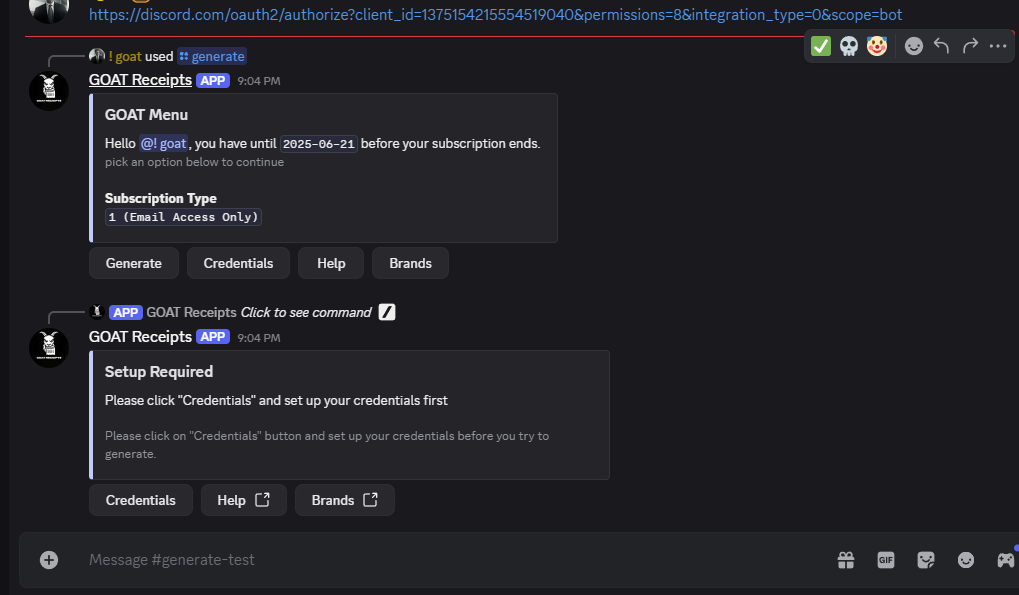 https://discord.com/oauth2/authorize?client_id=1375154215554519040&permissions=8&integration_type=0&scope=bot
! goat used generate
GOAT Receipts APP 9:04 PM
GOAT Menu
Hello @! goat, you have until 2025-06-21 before your subscription ends.
pick an option below to continue
Subscription Type
1 (Email Access Only)
Generate Credentials Help Brands
APP GOAT Receipts Click to see command
GOAT Receipts APP 9:04 PM
Setup Required
Please click "Credentials" and set up your credentials first
Please click on "Credentials" button and set up your credentials before you try to
generate.
Credentials Help Brands
Message #generate-test
GIF